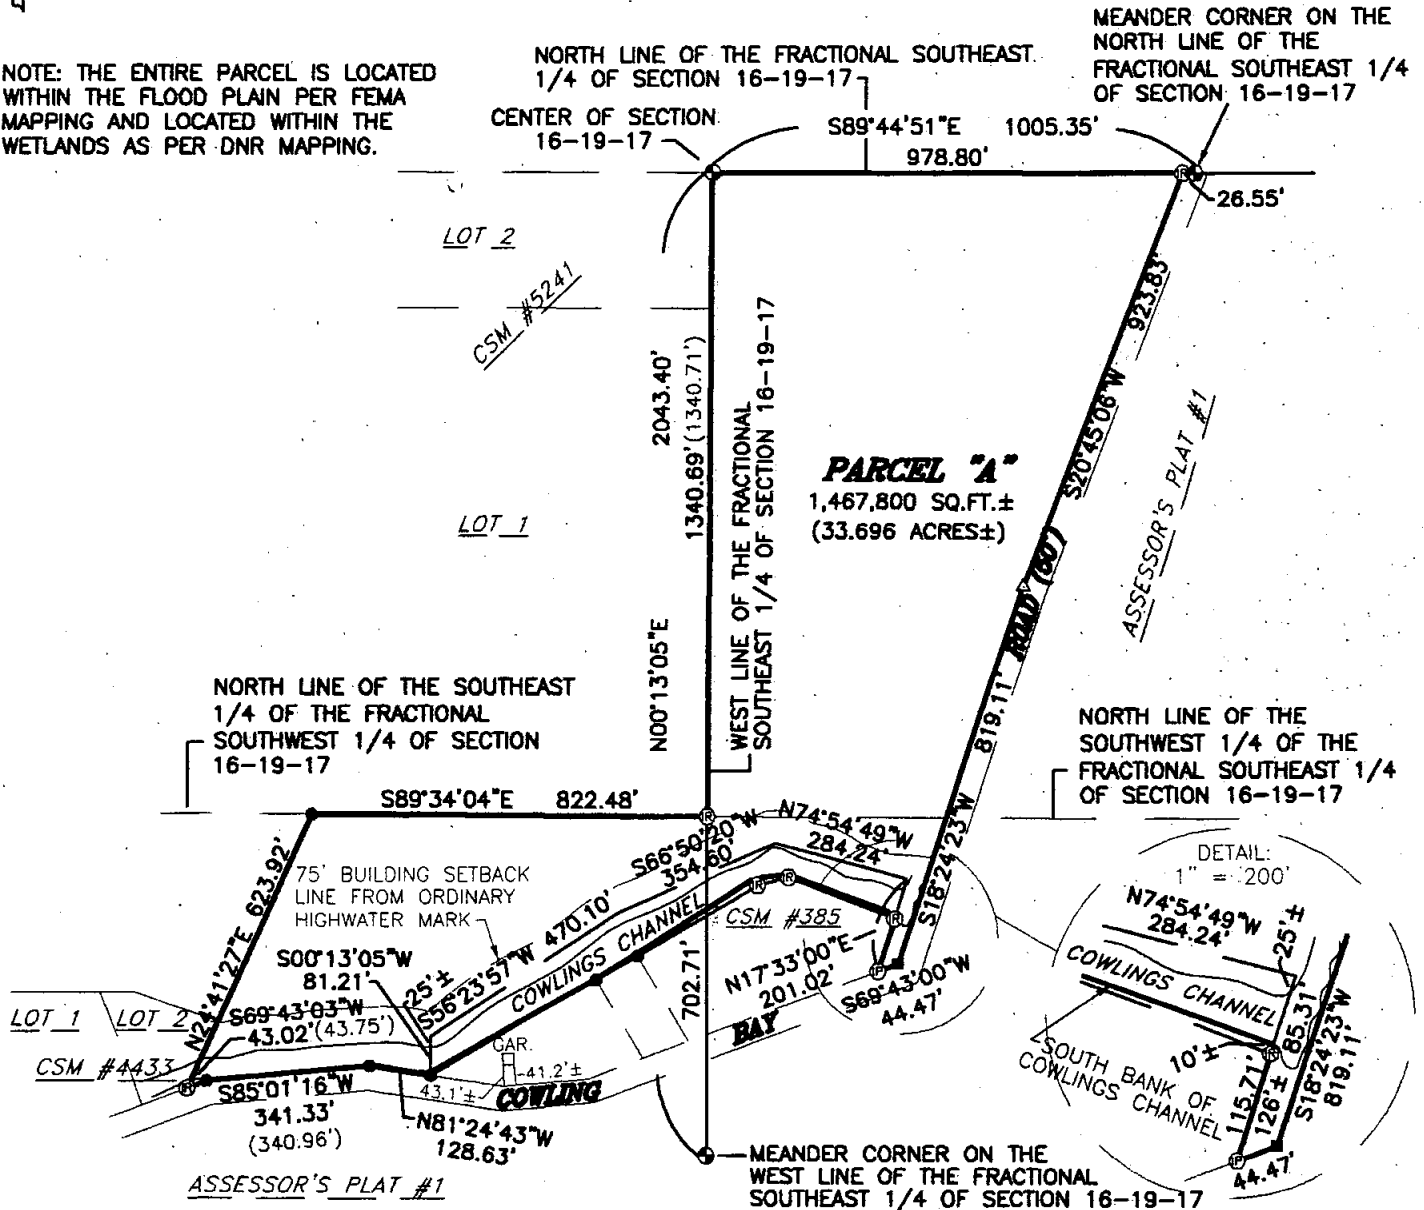 NOTE: THE ENTIRE PARCEL IS LOCATED
WITHIN THE FLOOD PLAIN PER FEMA
MAPPING AND LOCATED WITHIN THE
WETLANDS AS PER DNR MAPPING.
NORTH LINE OF THE FRACTIONAL SOUTHEAST
1/4 OF SECTION 16-19-17
CENTER OF SECTION
16-19-17
MEANDER CORNER ON THE
NORTH LINE OF THE
FRACTIONAL SOUTHEAST 1/4
OF SECTION 16-19-17
S89°44'51"E 1005.35'
978.80'
26.55'
LOT 2
CSM #5241
LOT 1
2043.40'
1340.69'(1340.71')
N00°13'05"E
WEST LINE OF THE FRACTIONAL
SOUTHEAST 1/4 OF SECTION 16-19-17
PARCEL "A"
1,467,800 SQ.FT.±
(33.696 ACRES±)
S20°45'06"W 923.83'
ROAD (60')
ASSESSOR'S PLAT #1
S18°24'23"W 819.11'
NORTH LINE OF THE SOUTHEAST
1/4 OF THE FRACTIONAL
SOUTHWEST 1/4 OF SECTION
16-19-17
NORTH LINE OF THE
SOUTHWEST 1/4 OF THE
FRACTIONAL SOUTHEAST 1/4
OF SECTION 16-19-17
S89°34'04"E 822.48'
N24°41'27"E 623.92'
75' BUILDING SETBACK
LINE FROM ORDINARY
HIGHWATER MARK
S66°50'20"W
354.60'
N74°54'49"W
284.24'
S00°13'05"W
81.21'
25'±
S56°23'57"W 470.10'
COWLINGS CHANNEL
CSM #385
N17°33'00"E
201.02'
S69°43'00"W
44.47'
702.71'
S69°43'03"W
43.02'(43.75')
LOT 1 LOT 2
CSM #4433
S85°01'16"W
341.33'
(340.96')
N81°24'43"W
128.63'
GAR.
41.2'±
43.1'±
COWLING
BAY
ASSESSOR'S PLAT #1
MEANDER CORNER ON THE
WEST LINE OF THE FRACTIONAL
SOUTHEAST 1/4 OF SECTION 16-19-17
DETAIL:
1" = 200'
N74°54'49"W
284.24'
25'±
COWLINGS CHANNEL
85.31'
S18°24'23"W
819.11'
10'±
SOUTH BANK OF
COWLINGS CHANNEL
115.71'
126'±
44.47'